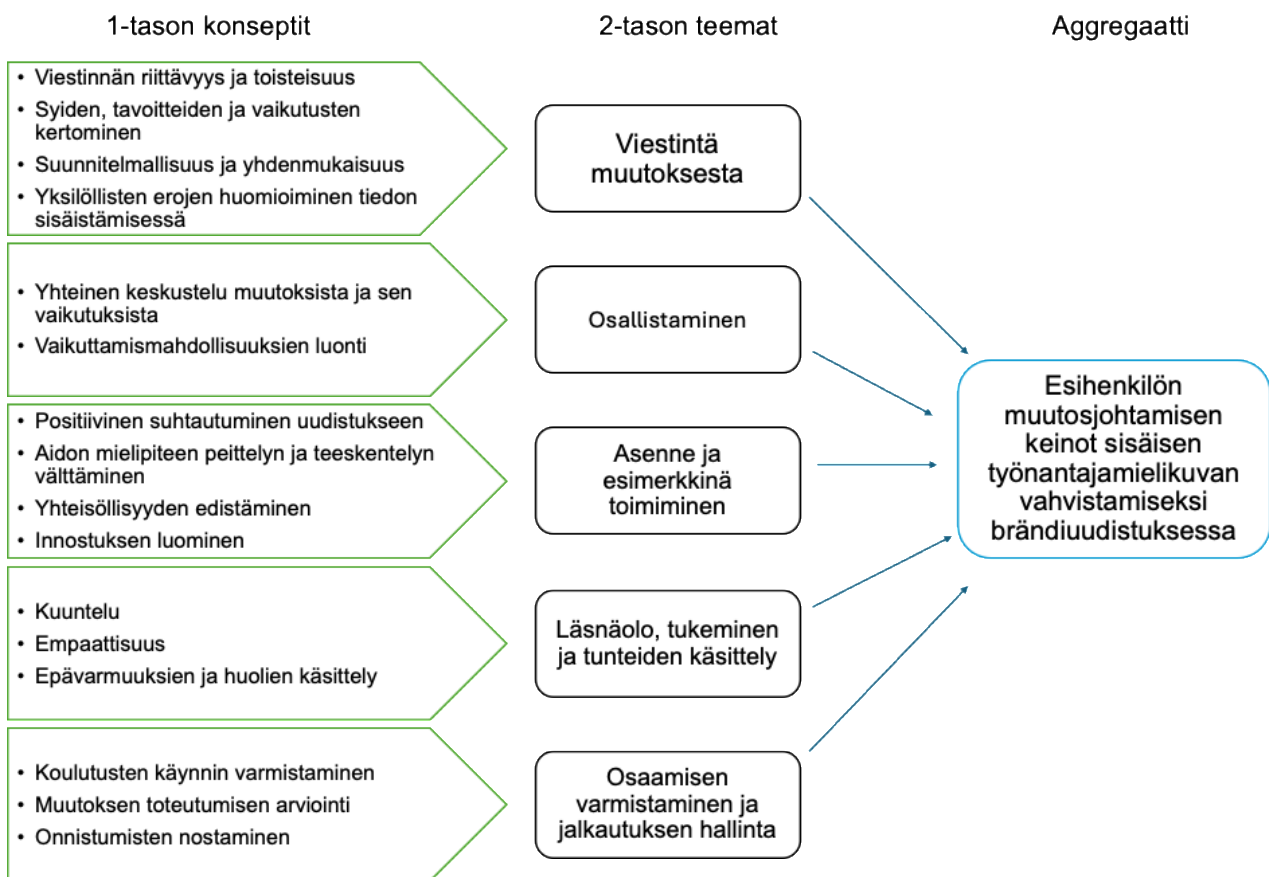 1-tason konseptit
2-tason teemat
Aggregaatti
• Viestinnän riittävyys ja toisteisuus
• Syiden, tavoitteiden ja vaikutusten
kertominen
• Suunnitelmallisuus ja yhdenmukaisuus
• Yksilöllisten erojen huomioiminen tiedon
sisäistämisessä
Viestintä
muutoksesta
• Yhteinen keskustelu muutoksista ja sen
vaikutuksista
• Vaikuttamismahdollisuuksien luonti
Osallistaminen
• Positiivinen suhtautuminen uudistukseen
• Aidon mielipiteen peittelyn ja teeskentelyn
välttäminen
• Yhteisöllisyyden edistäminen
• Innostuksen luominen
Asenne ja
esimerkkinä
toimiminen
• Kuuntelu
• Empaattisuus
• Epävarmuuksien ja huolien käsittely
Läsnäolo, tukeminen
ja tunteiden käsittely
• Koulutusten käynnin varmistaminen
• Muutoksen toteutumisen arviointi
• Onnistumisten nostaminen
Osaamisen
varmistaminen ja
jalkautuksen hallinta
Esihenkilön
muutosjohtamisen
keinot sisäisen
työnantajamielikuvan
vahvistamiseksi
brändiuudistuksessa